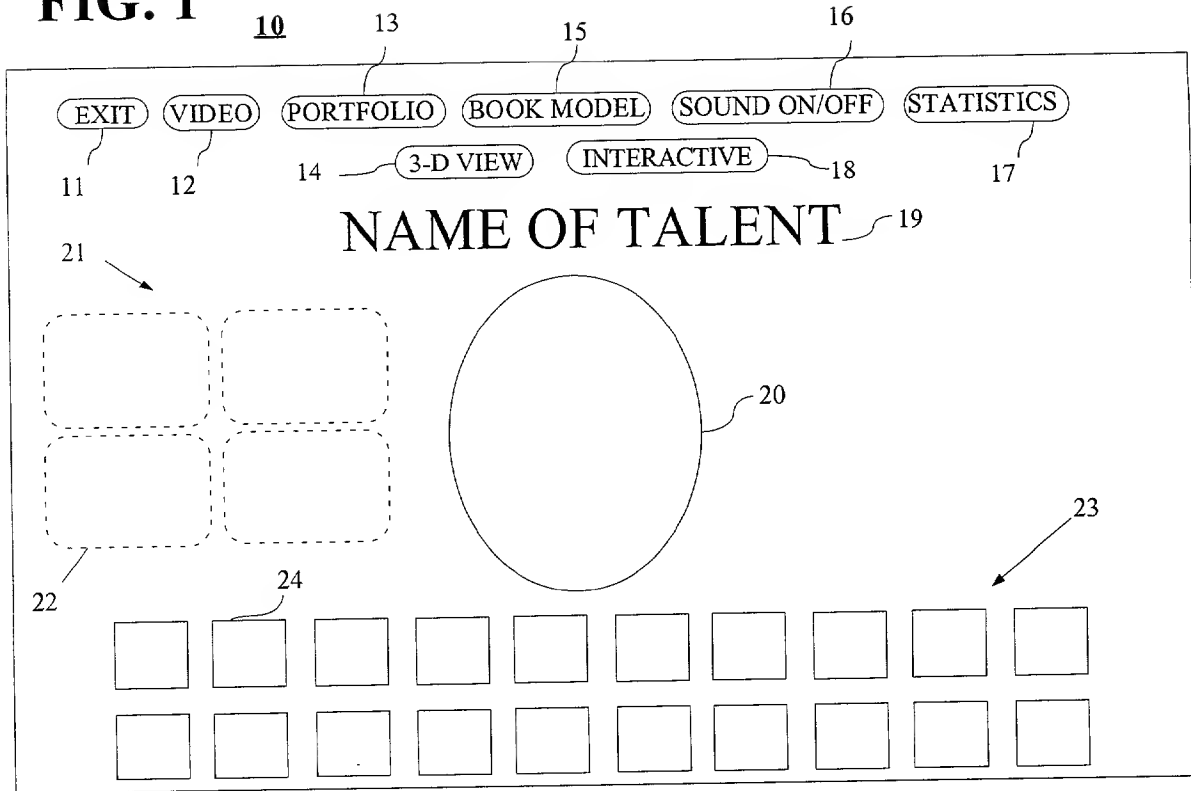 FIG. 1
10
13
15
16
EXIT VIDEO PORTFOLIO BOOK MODEL SOUND ON/OFF STATISTICS
14 3-D VIEW INTERACTIVE 18
11 12 17
NAME OF TALENT 19
21
20
23
22
24